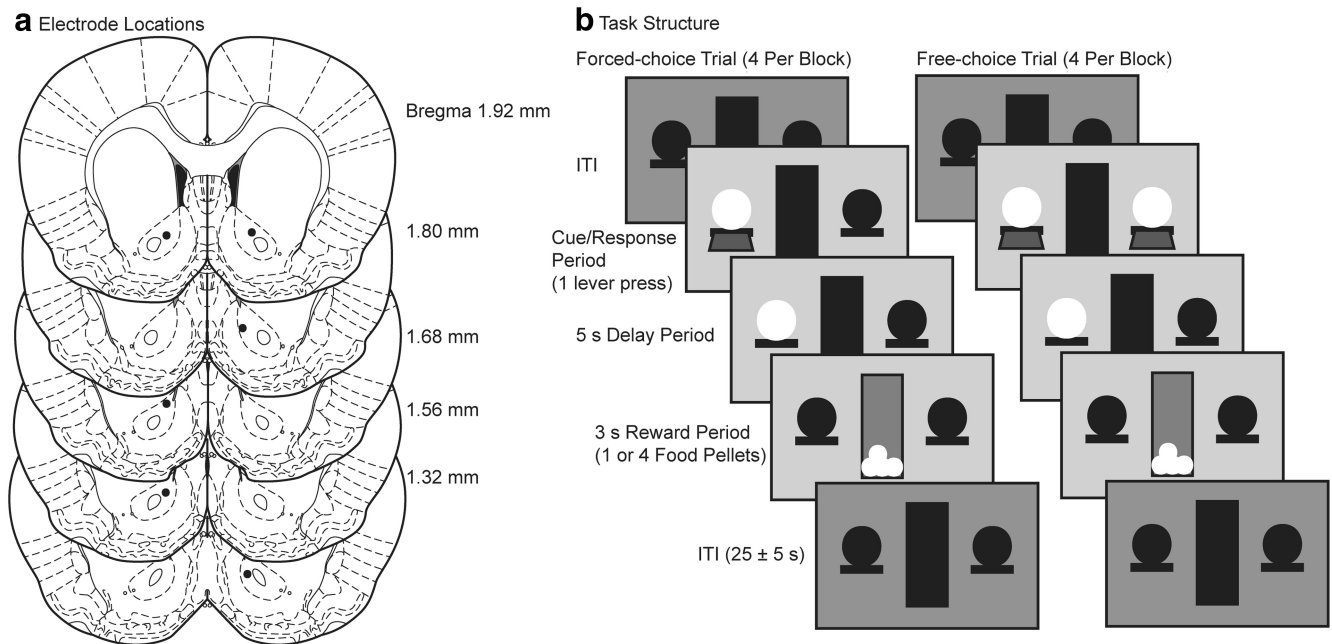 a Electrode Locations
Bregma 1.92 mm
1.80 mm
1.68 mm
1.56 mm
1.32 mm
b Task Structure
Forced-choice Trial (4 Per Block)
Free-choice Trial (4 Per Block)
ITI
Cue/Response
Period
(1 lever press)
5 s Delay Period
3 s Reward Period
(1 or 4 Food Pellets)
ITI (25 ± 5 s)